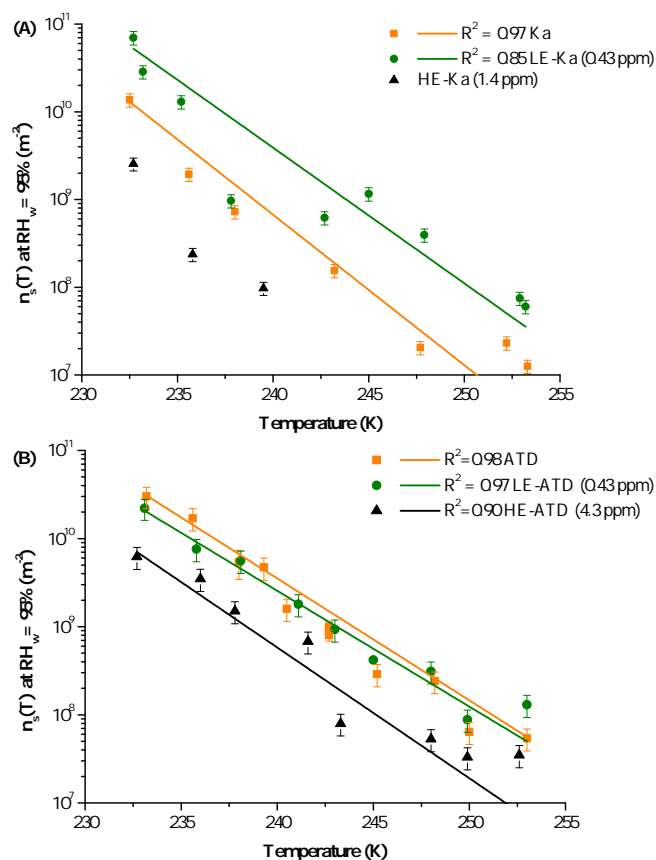 (A)
R² = 0.97 Ka
R² = 0.85 LE-Ka (0.43 ppm)
HE-Ka (1.4 ppm)
10¹¹
10¹⁰
10⁹
10⁸
10⁷
nₛ(T) at RH_w = 95% (m⁻²)
230 235 240 245 250 255
Temperature (K)
(B)
R²=0.98 ATD
R² = 0.97 LE-ATD (0.43 ppm)
R²=0.90 HE-ATD (4.3 ppm)
10¹¹
10¹⁰
10⁹
10⁸
10⁷
nₛ(T) at RH_w = 95% (m⁻²)
230 235 240 245 250 255
Temperature (K)